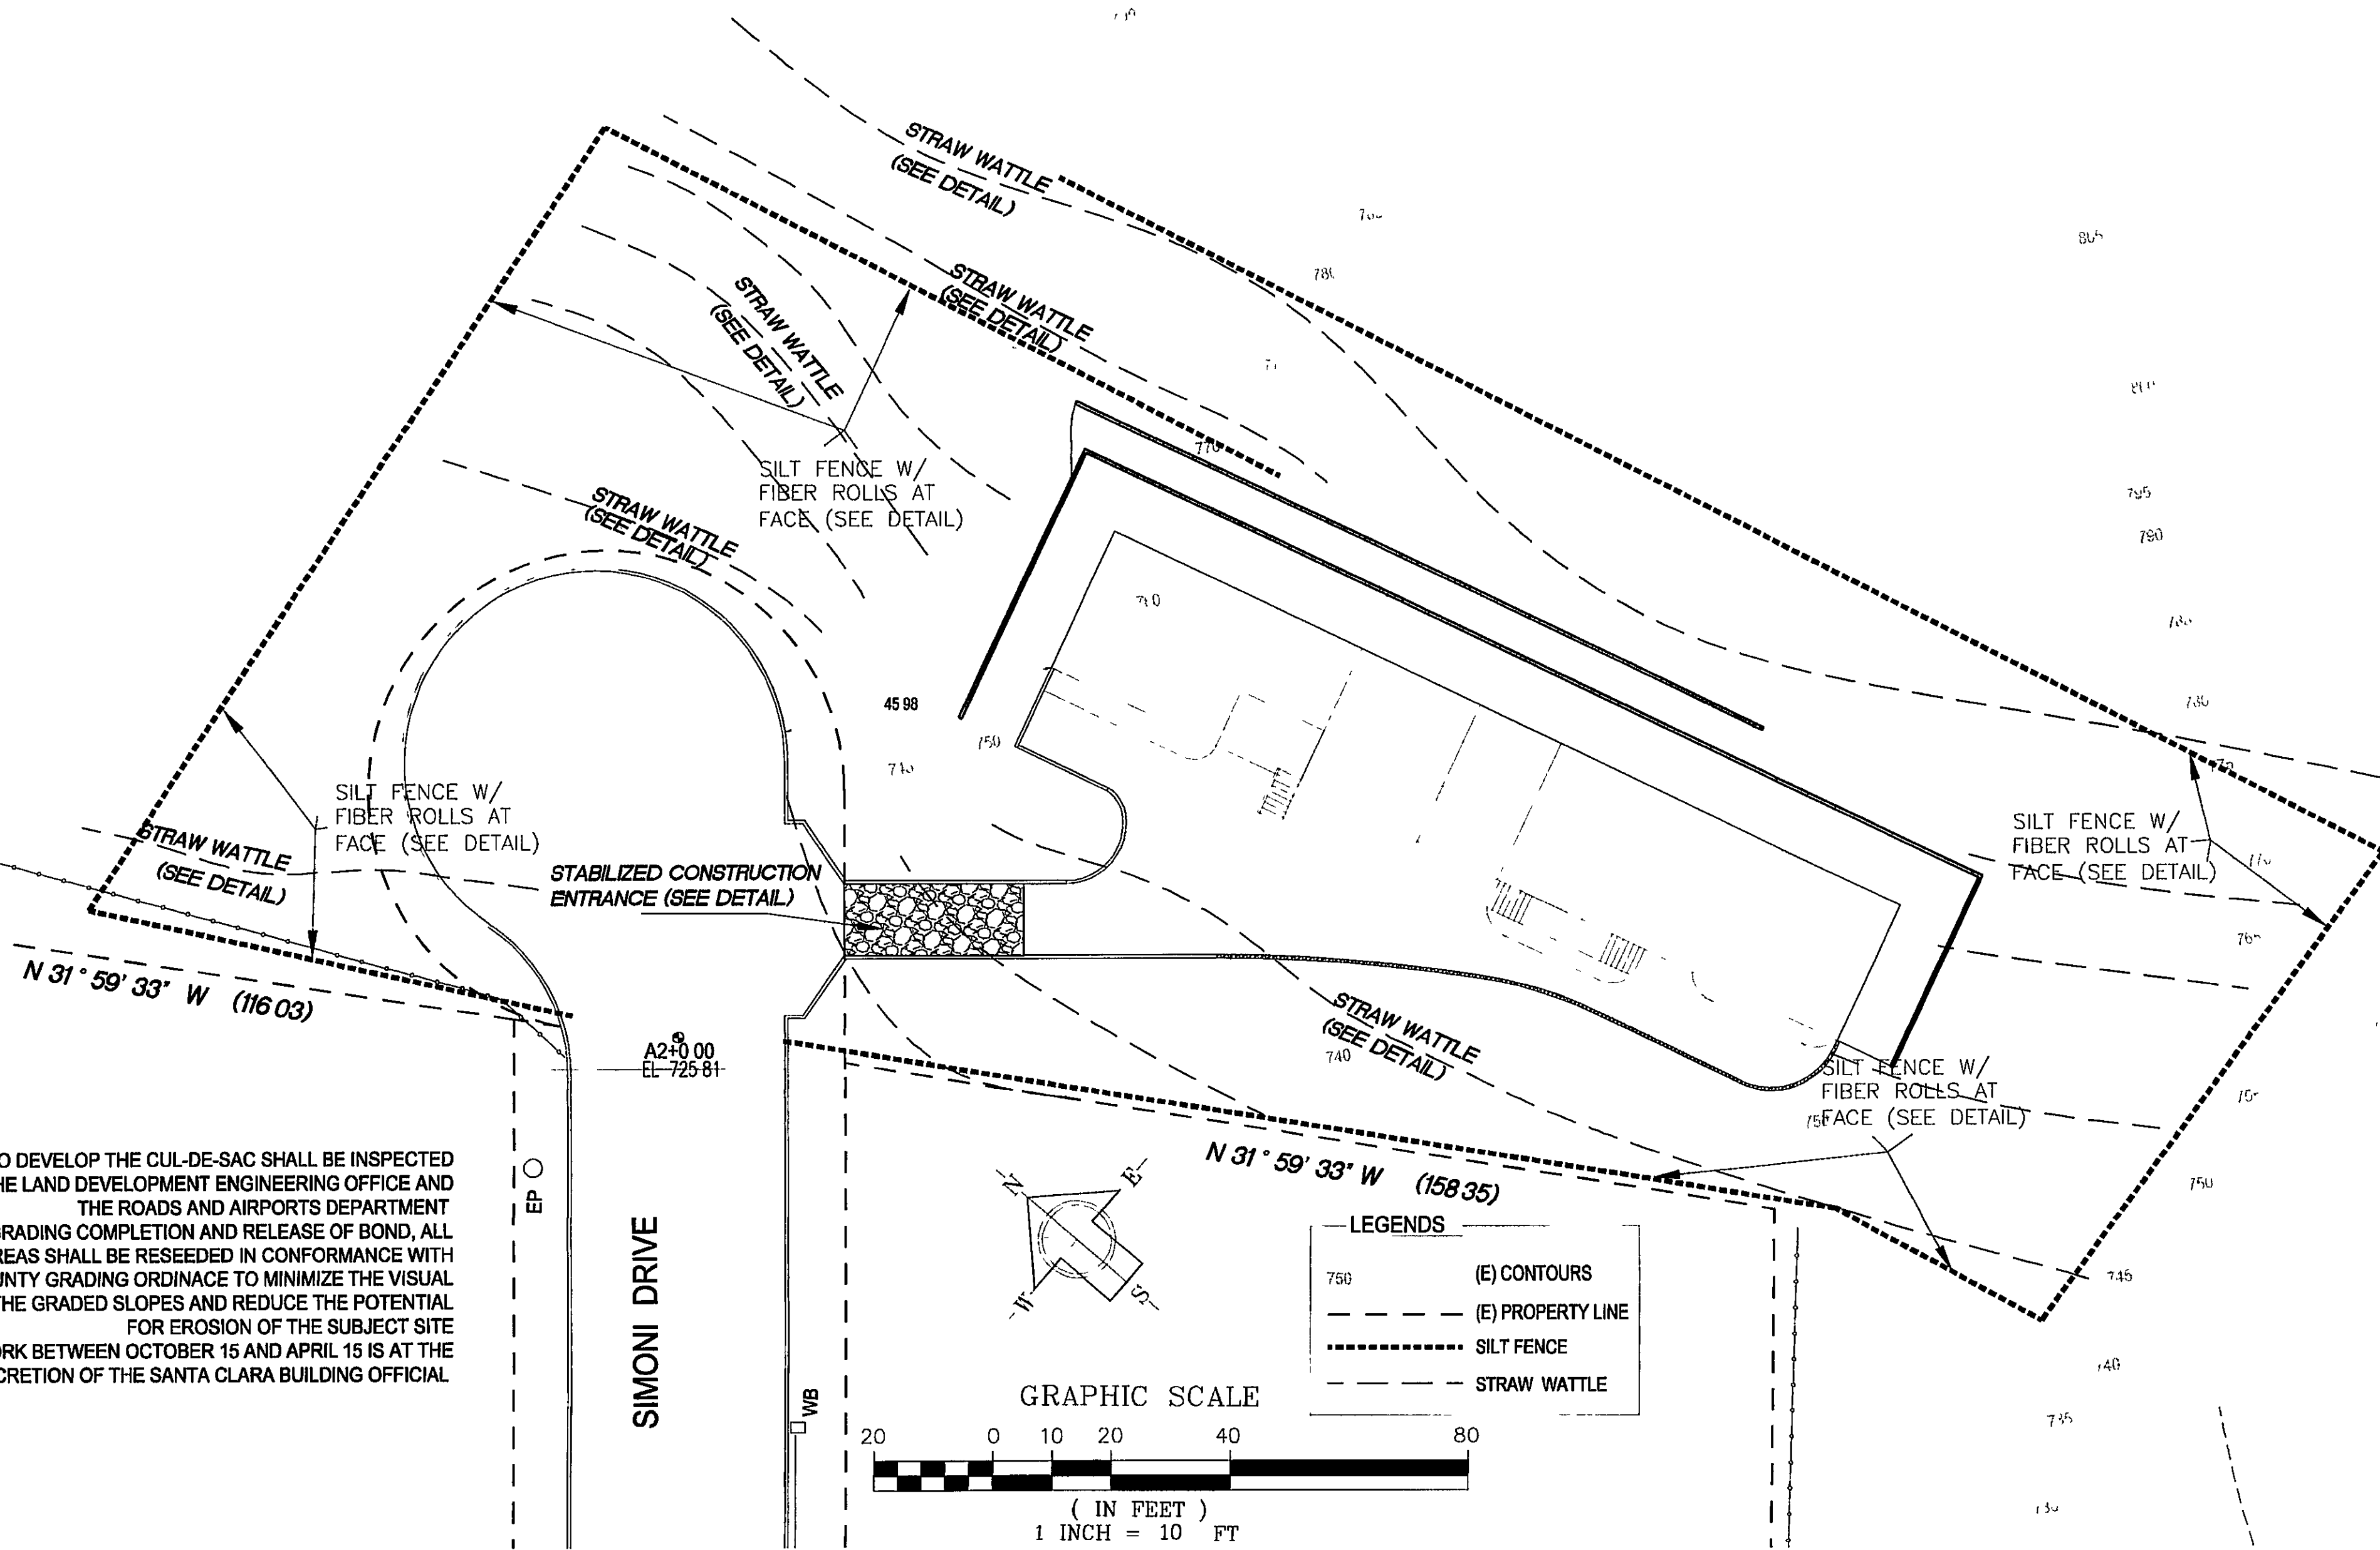 STRAW WATTLE
(SEE DETAIL)
STRAW WATTLE
(SEE DETAIL)
STRAW WATTLE
(SEE DETAIL)
770
SILT FENCE W/
FIBER ROLLS AT
FACE (SEE DETAIL)
STRAW WATTLE
(SEE DETAIL)
795
790
45 98
750
SILT FENCE W/
FIBER ROLLS AT
FACE (SEE DETAIL)
STRAW WATTLE
(SEE DETAIL)
STABILIZED CONSTRUCTION
ENTRANCE (SEE DETAIL)
SILT FENCE W/
FIBER ROLLS AT
FACE (SEE DETAIL)
N 31 ° 59' 33" W (116 03)
A2+0 00
EL 725 81
STRAW WATTLE
(SEE DETAIL)
740
SILT FENCE W/
FIBER ROLLS AT
FACE (SEE DETAIL)
N 31 ° 59' 33" W (158 35)
750
745
740
735
O DEVELOP THE CUL-DE-SAC SHALL BE INSPECTED
HE LAND DEVELOPMENT ENGINEERING OFFICE AND
THE ROADS AND AIRPORTS DEPARTMENT
GRADING COMPLETION AND RELEASE OF BOND, ALL
REAS SHALL BE RESEEDED IN CONFORMANCE WITH
UNTY GRADING ORDINACE TO MINIMIZE THE VISUAL
THE GRADED SLOPES AND REDUCE THE POTENTIAL
FOR EROSION OF THE SUBJECT SITE
ORK BETWEEN OCTOBER 15 AND APRIL 15 IS AT THE
CRETION OF THE SANTA CLARA BUILDING OFFICIAL
EP
SIMONI DRIVE
WB
N
E
W
S
LEGENDS
750 (E) CONTOURS
(E) PROPERTY LINE
SILT FENCE
STRAW WATTLE
GRAPHIC SCALE
20 0 10 20 40 80
( IN FEET )
1 INCH = 10 FT